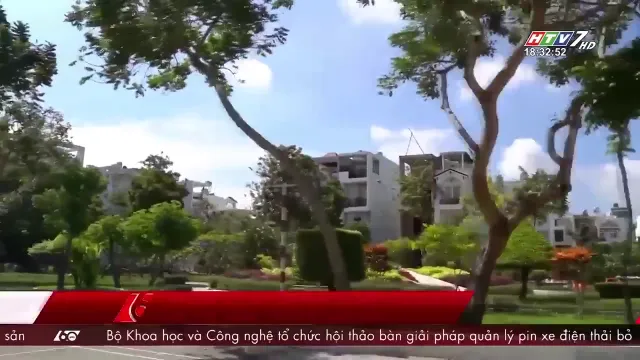 HTV7 HD
18:32:52
sản 60 Bộ Khoa học và Công nghệ tổ chức hội thảo bàn giải pháp quản lý pin xe điện thải bỏ